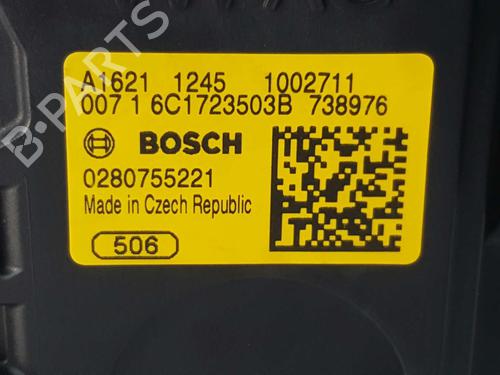 A1621 1245 1002711
007 1 6C1723503B 738976
BOSCH
0280755221
Made in Czech Republic
506
B-Parts